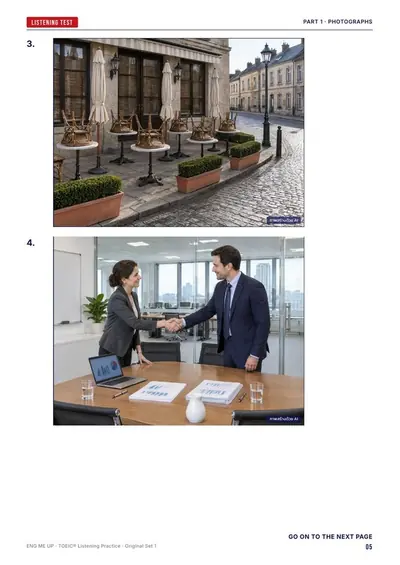 LISTENING TEST
PART 1 · PHOTOGRAPHS
3.
4.
GO ON TO THE NEXT PAGE
ENG ME UP · TOEIC® Listening Practice · Original Set 1
05